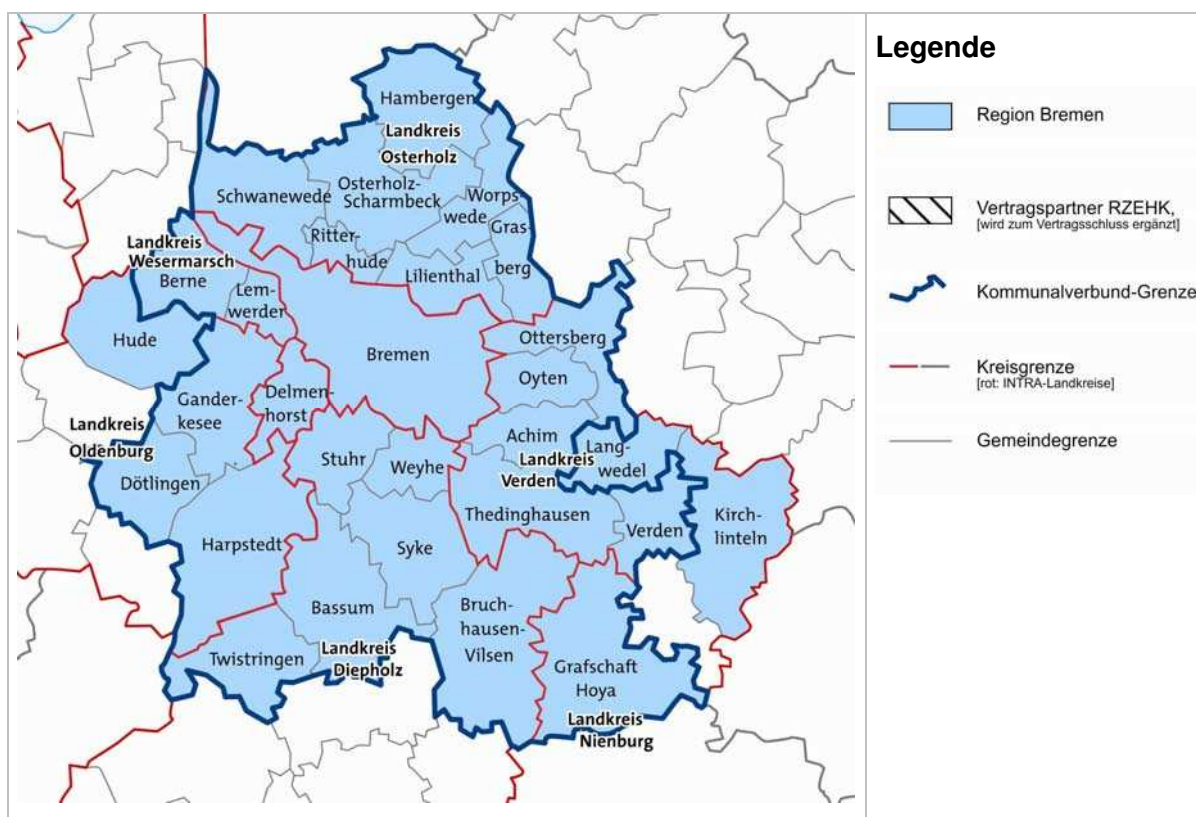 Hambergen
Landkreis
Osterholz
Schwanewede
Osterholz-
Scharmbeck
Worps
wede
Ritter-
hude
Gras-
berg
Lilienthal
Landkreis
Wesermarsch
Berne
Lem-
werder
Hude
Bremen
Ottersberg
Oyten
Delmen-
horst
Gander-
kesee
Landkreis
Oldenburg
Dötlingen
Achim
Landkreis
Verden
Lang-
wedel
Stuhr
Weyhe
Thedinghausen
Verden
Kirch-
linteln
Harpstedt
Syke
Bassum
Bruch-
hausen-
Vilsen
Twistringen
Landkreis
Diepholz
Grafschaft
Hoya
Landkreis
Nienburg
Legende
Region Bremen
Vertragspartner RZEHK,
[wird zum Vertragsschluss ergänzt]
Kommunalverbund-Grenze
Kreisgrenze
[rot: INTRA-Landkreise]
Gemeindegrenze